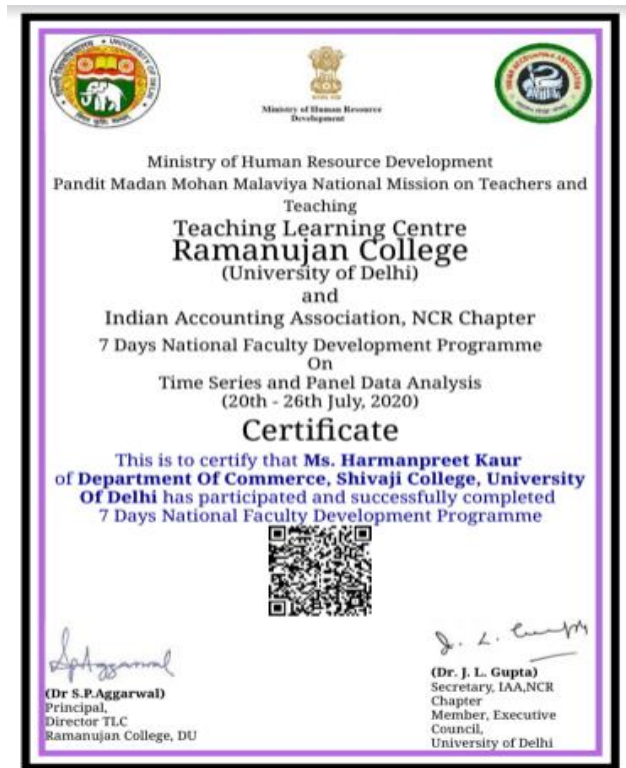 Ministry of Human Resource
Development
Ministry of Human Resource Development
Pandit Madan Mohan Malaviya National Mission on Teachers and
Teaching
Teaching Learning Centre
Ramanujan College
(University of Delhi)
and
Indian Accounting Association, NCR Chapter
7 Days National Faculty Development Programme
On
Time Series and Panel Data Analysis
(20th - 26th July, 2020)
Certificate
This is to certify that Ms. Harmanpreet Kaur
of Department Of Commerce, Shivaji College, University
Of Delhi has participated and successfully completed
7 Days National Faculty Development Programme
(Dr S.P.Aggarwal)
Principal,
Director TLC
Ramanujan College, DU
(Dr. J. L. Gupta)
Secretary, IAA,NCR
Chapter
Member, Executive
Council,
University of Delhi